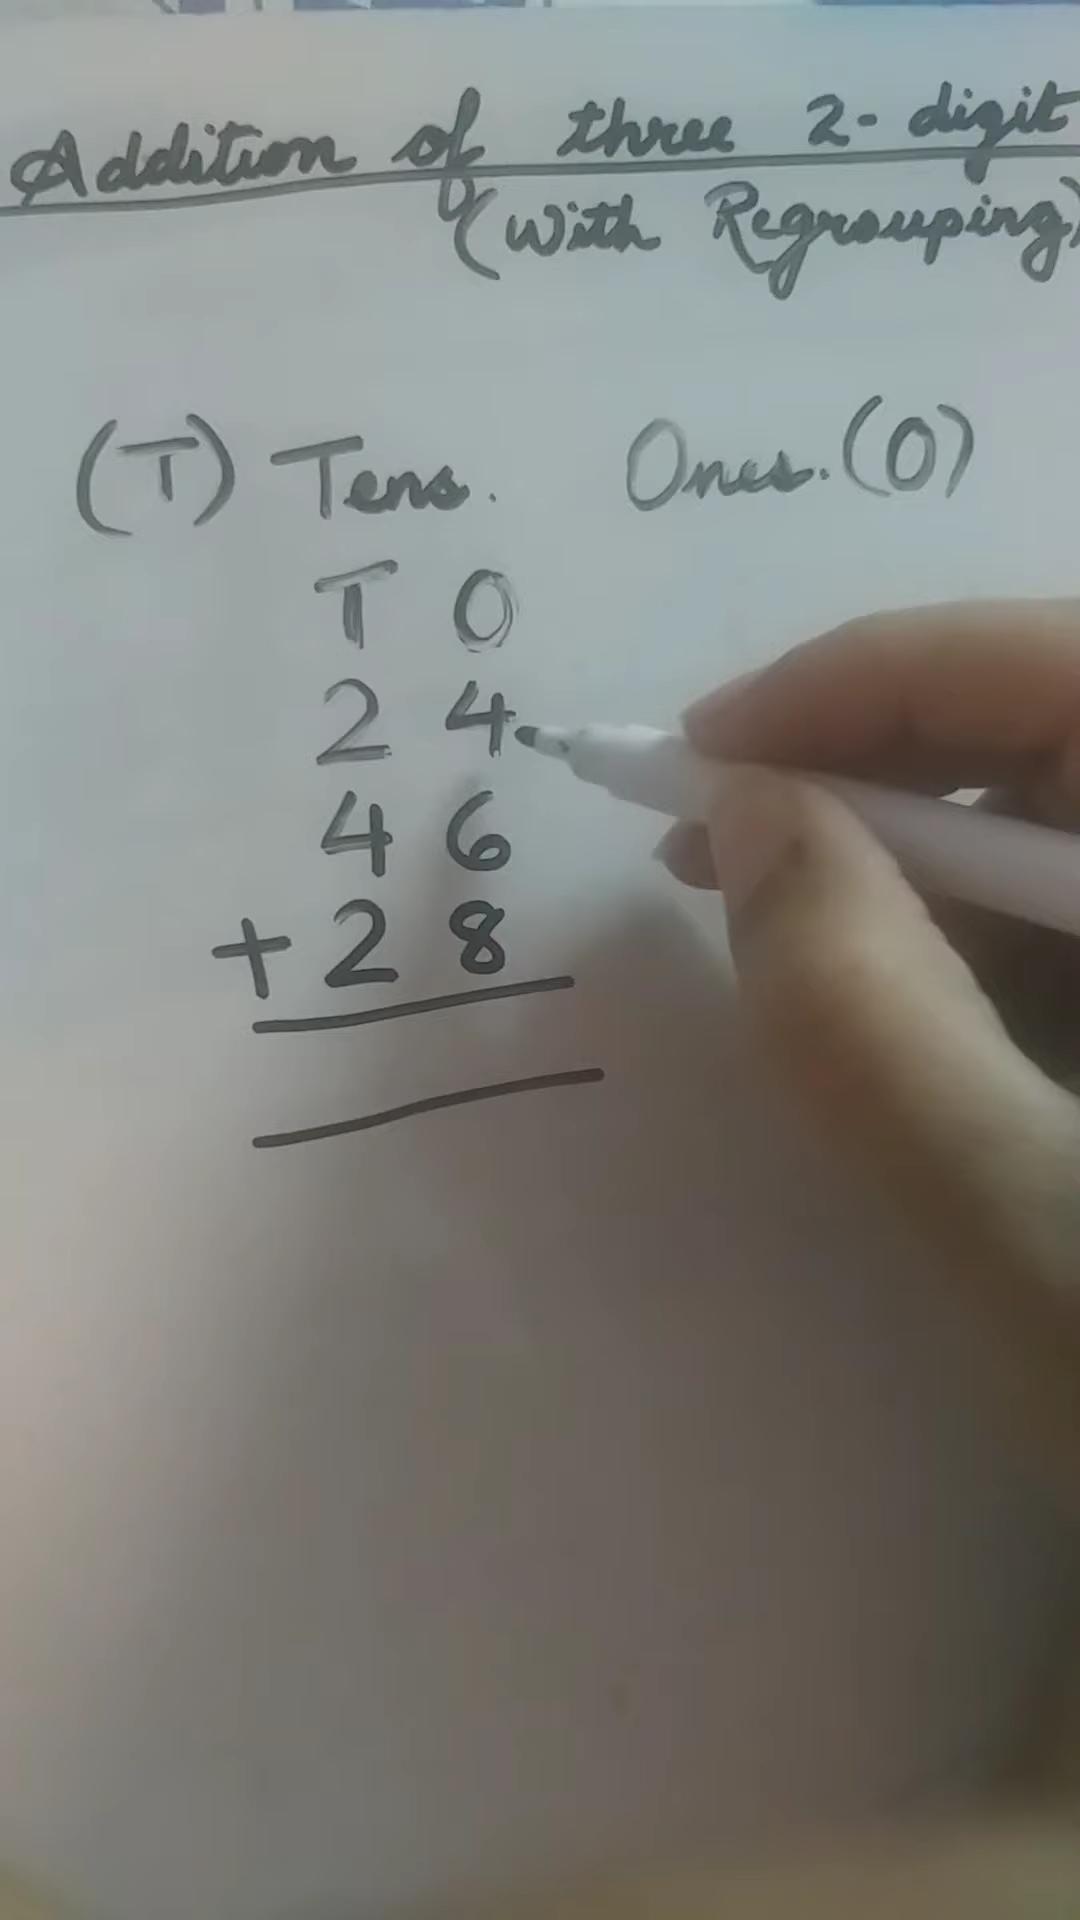 Addition of three 2-digit
(With Regrouping)
(T) Tens. Ones. (O)
T O
2 4
4 6
+ 2 8